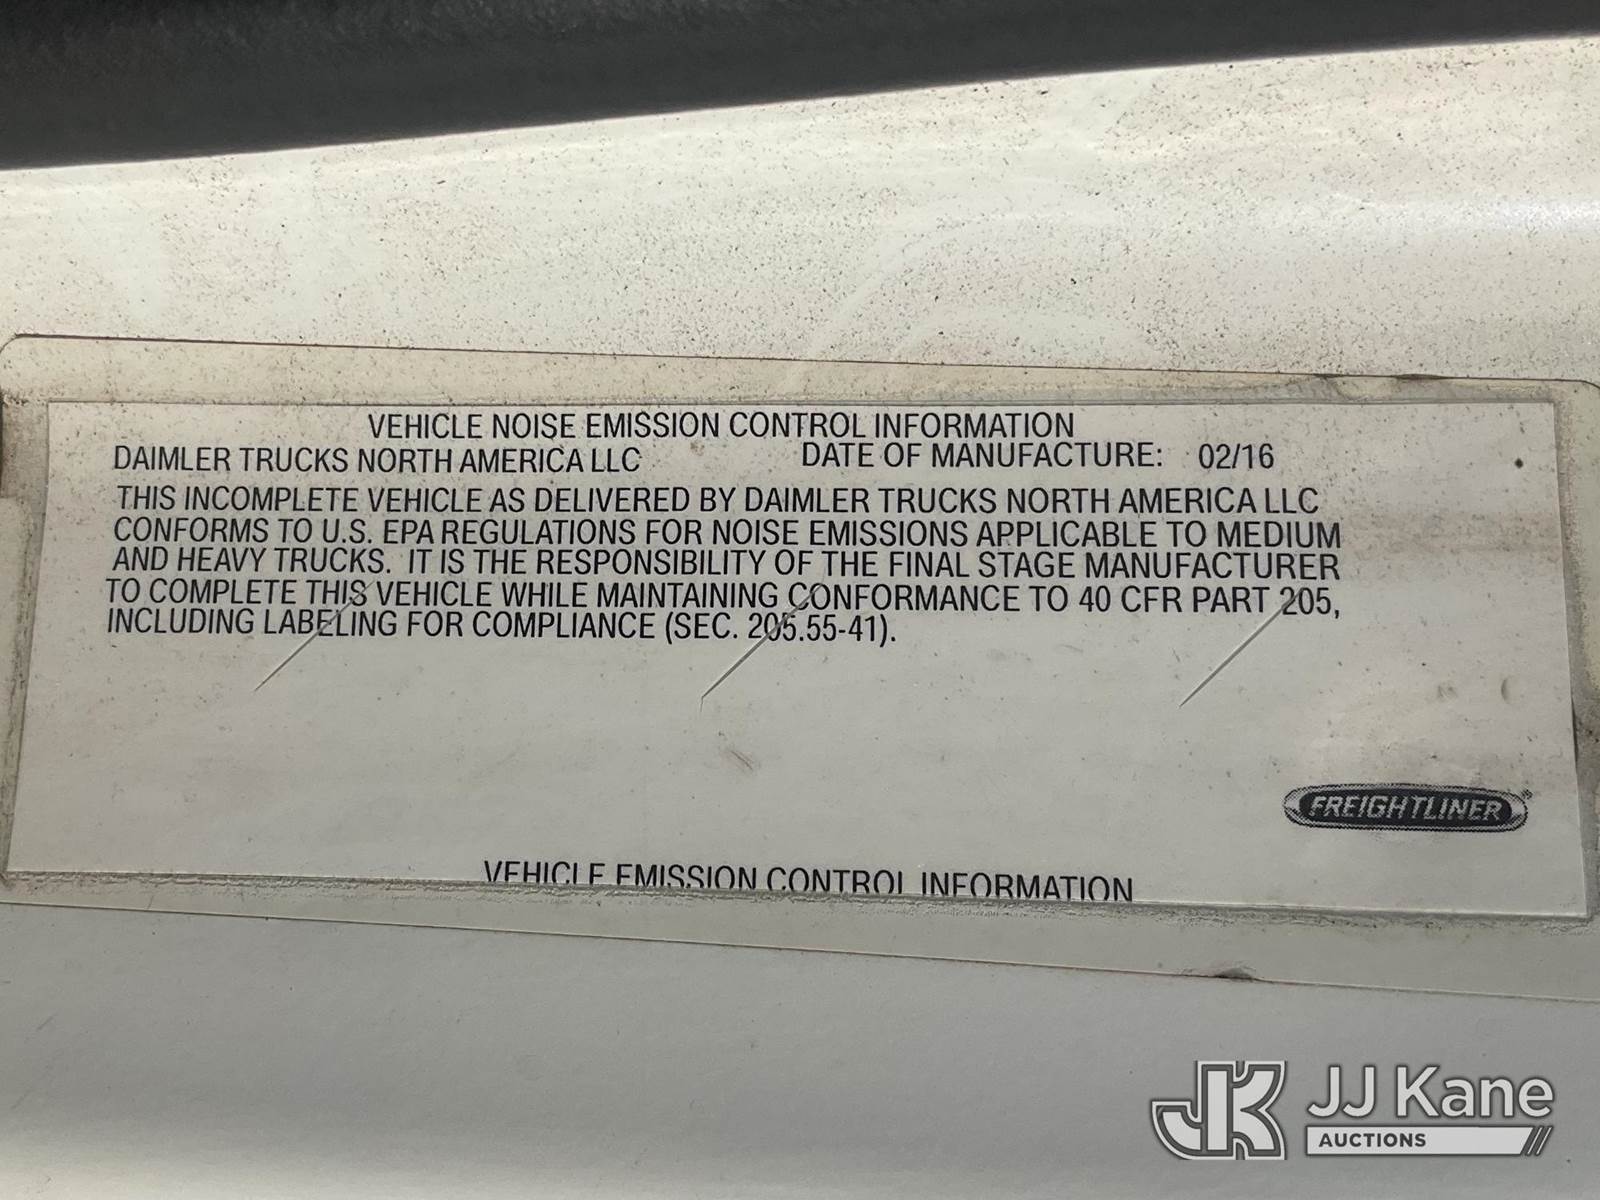 VEHICLE NOISE EMISSION CONTROL INFORMATION
DAIMLER TRUCKS NORTH AMERICA LLC DATE OF MANUFACTURE: 02/16
THIS INCOMPLETE VEHICLE AS DELIVERED BY DAIMLER TRUCKS NORTH AMERICA LLC
CONFORMS TO U.S. EPA REGULATIONS FOR NOISE EMISSIONS APPLICABLE TO MEDIUM
AND HEAVY TRUCKS. IT IS THE RESPONSIBILITY OF THE FINAL STAGE MANUFACTURER
TO COMPLETE THIS VEHICLE WHILE MAINTAINING CONFORMANCE TO 40 CFR PART 205,
INCLUDING LABELING FOR COMPLIANCE (SEC. 205.55-41).
FREIGHTLINER®
VEHICLE EMISSION CONTROL INFORMATION
JK JJ Kane
AUCTIONS